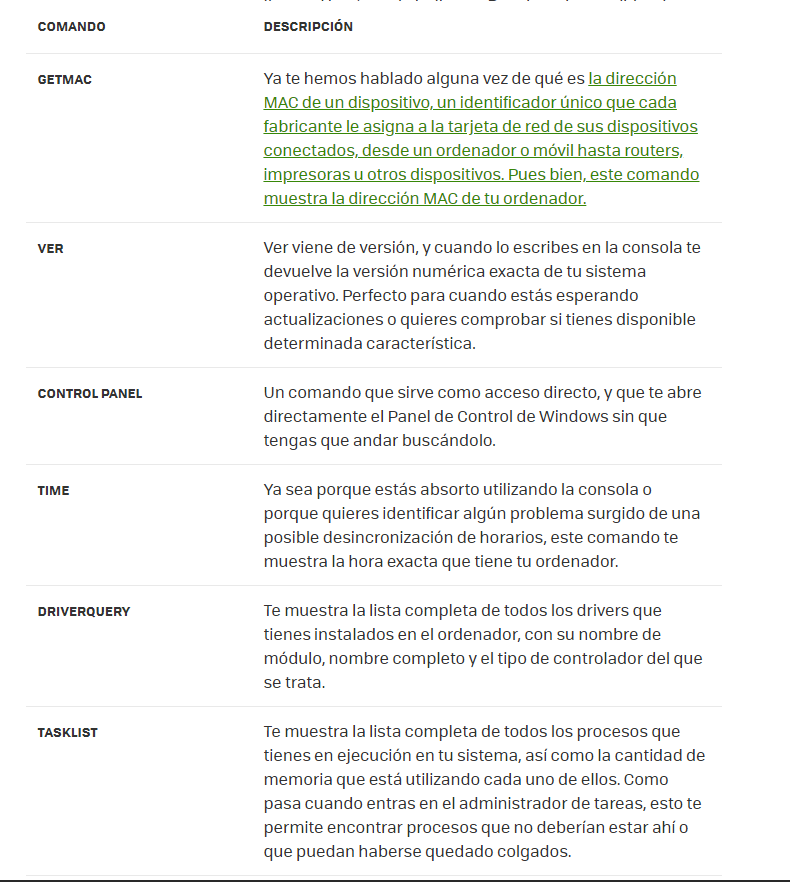 COMANDO DESCRIPCIÓN
GETMAC Ya te hemos hablado alguna vez de qué es la dirección
MAC de un dispositivo, un identificador único que cada
fabricante le asigna a la tarjeta de red de sus dispositivos
conectados, desde un ordenador o móvil hasta routers,
impresoras u otros dispositivos. Pues bien, este comando
muestra la dirección MAC de tu ordenador.
VER Ver viene de versión, y cuando lo escribes en la consola te
devuelve la versión numérica exacta de tu sistema
operativo. Perfecto para cuando estás esperando
actualizaciones o quieres comprobar si tienes disponible
determinada característica.
CONTROL PANEL Un comando que sirve como acceso directo, y que te abre
directamente el Panel de Control de Windows sin que
tengas que andar buscándolo.
TIME Ya sea porque estás absorto utilizando la consola o
porque quieres identificar algún problema surgido de una
posible desincronización de horarios, este comando te
muestra la hora exacta que tiene tu ordenador.
DRIVERQUERY Te muestra la lista completa de todos los drivers que
tienes instalados en el ordenador, con su nombre de
módulo, nombre completo y el tipo de controlador del que
se trata.
TASKLIST Te muestra la lista completa de todos los procesos que
tienes en ejecución en tu sistema, así como la cantidad de
memoria que está utilizando cada uno de ellos. Como
pasa cuando entras en el administrador de tareas, esto te
permite encontrar procesos que no deberían estar ahí o
que puedan haberse quedado colgados.